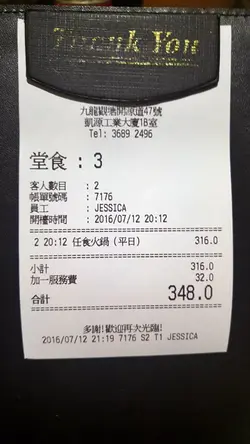 Thank You
九龍觀塘開源道47號
凱源工業大廈1B室
Tel: 3689 2496
堂食 : 3
客人數目 : 2
帳單號碼 : 7176
員工 : JESSICA
開檯時間 : 2016/07/12 20:12
2 20:12 任食火鍋 (平日) 316.0
小計 316.0
加一服務費 32.0
合計 348.0
多謝!歡迎再次光臨!
2016/07/12 21:19 7176 S2 T1 JESSICA